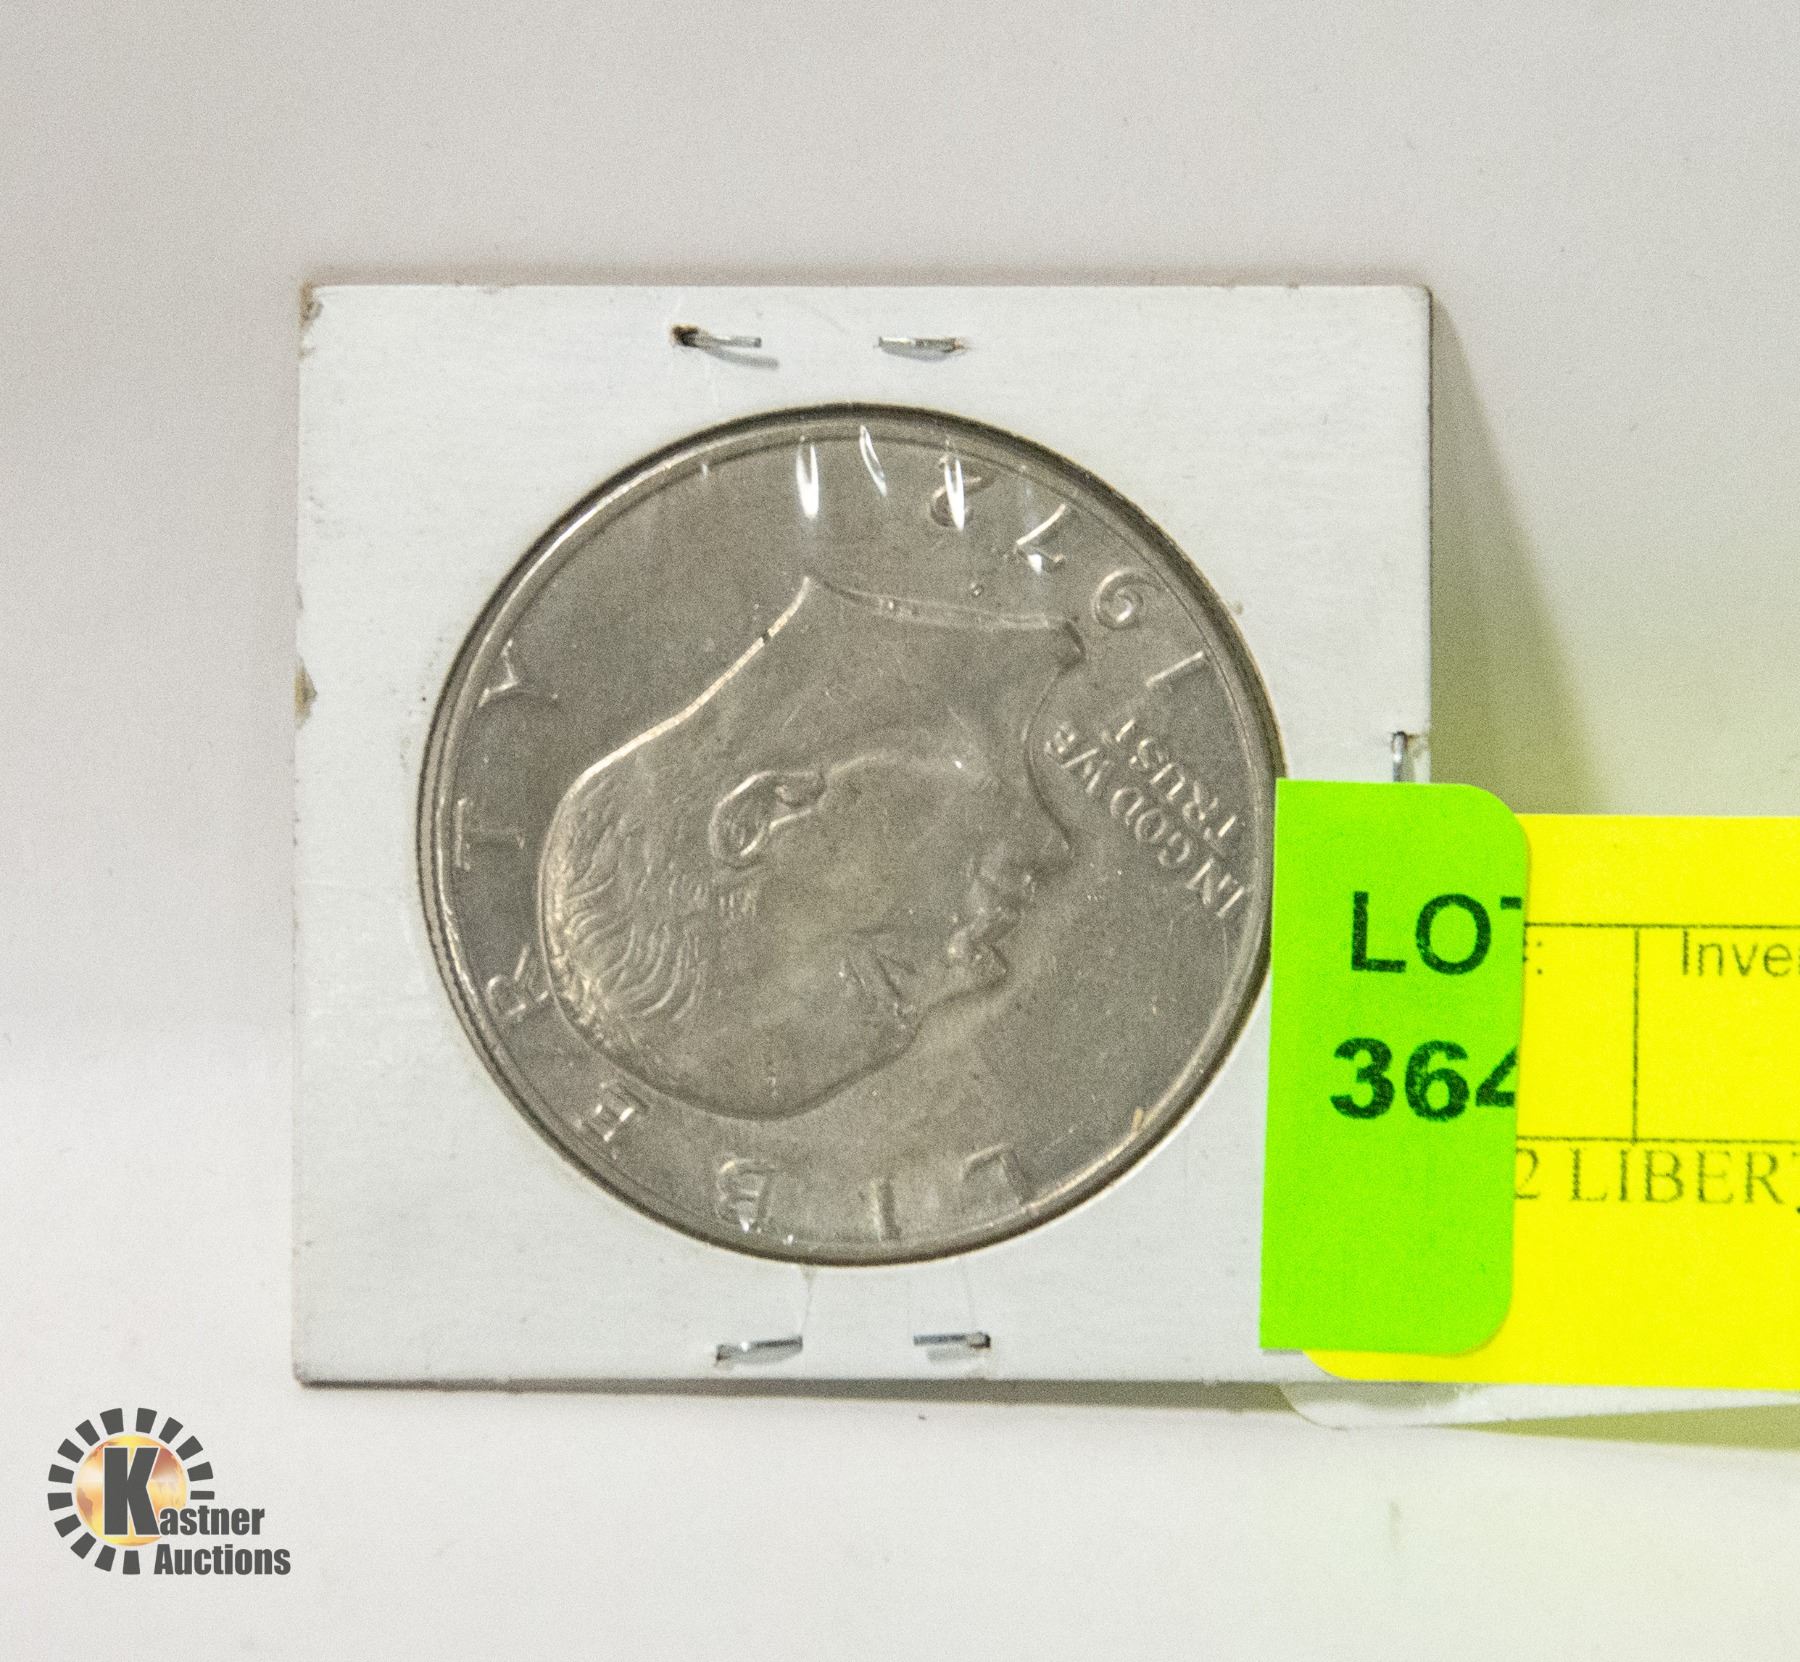 LIBERTY
IN GOD WE
TRUST
1972
LOT
364
:
Inve
2 LIBERT
Kastner
Auctions